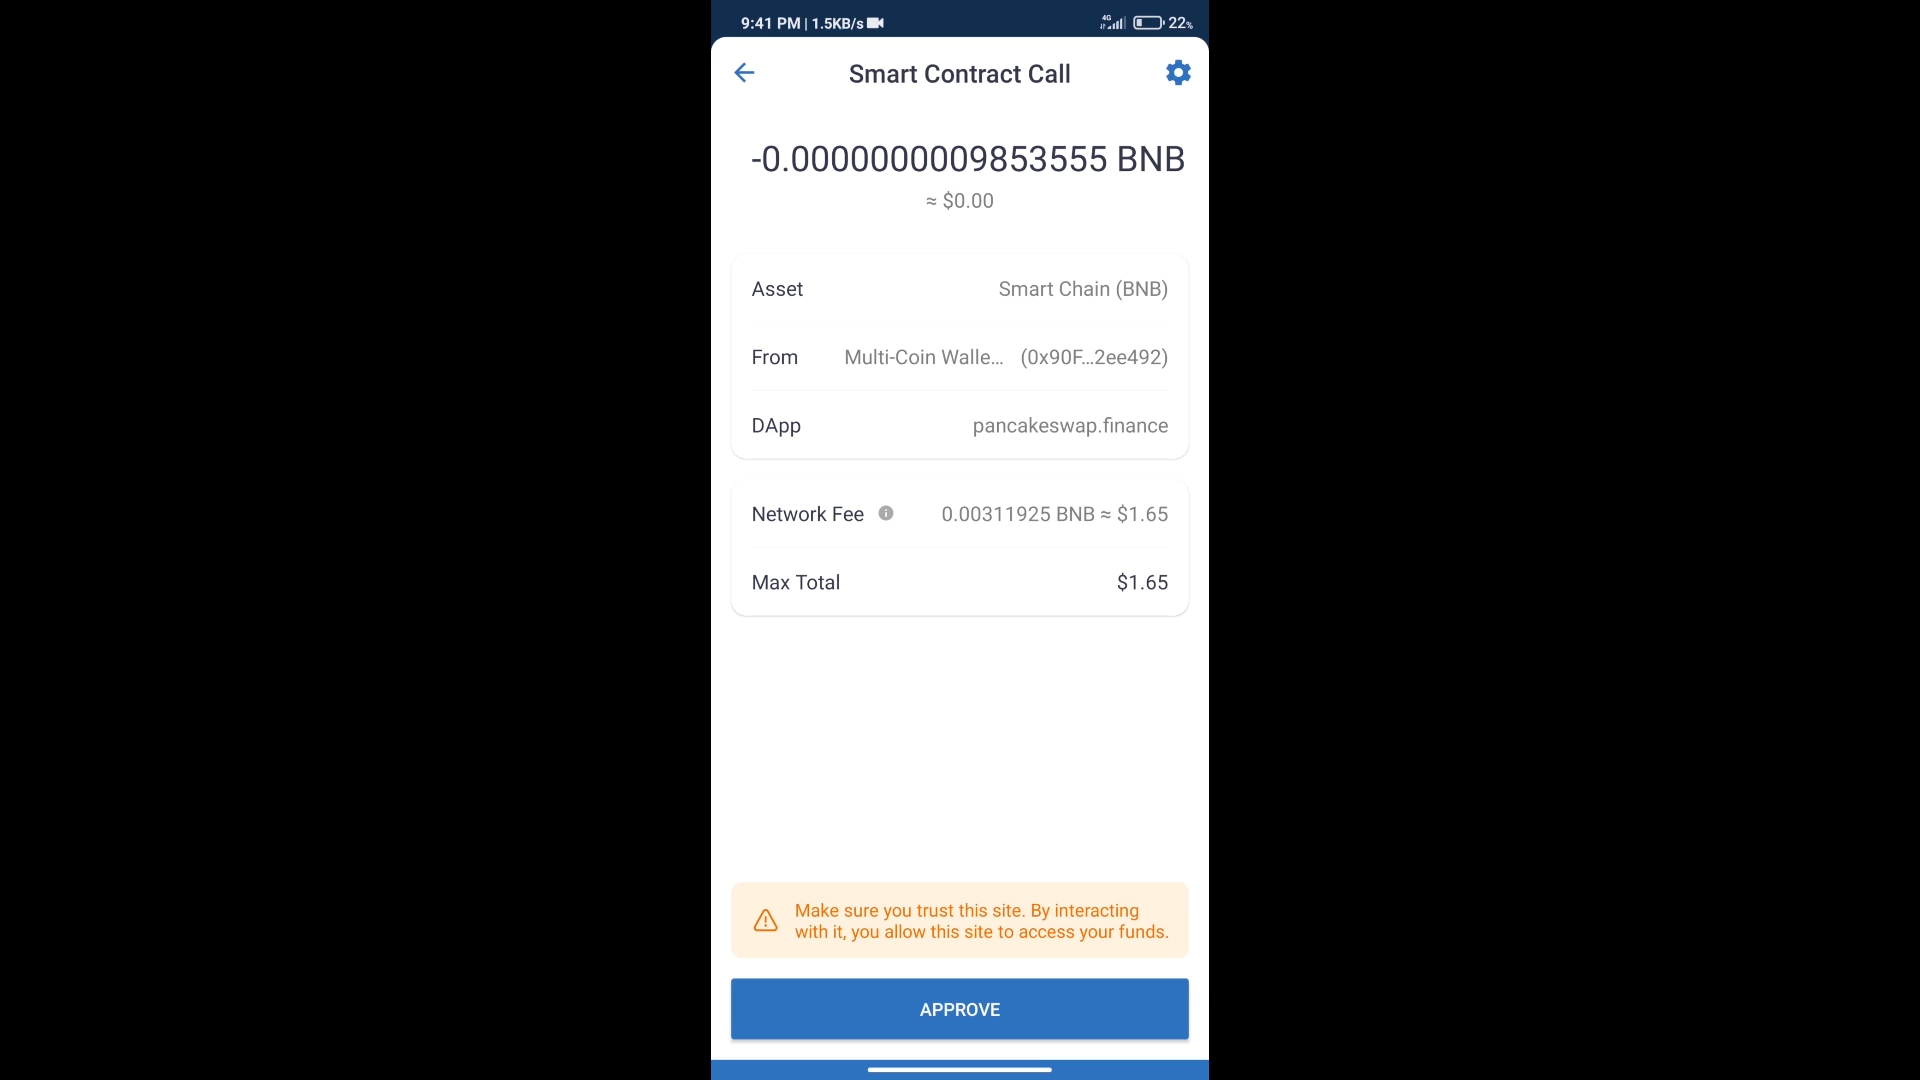 9:41 PM | 1.5KB/s 4G 22%
Smart Contract Call
-0.0000000009853555 BNB
≈ $0.00
Asset Smart Chain (BNB)
From Multi-Coin Walle... (0x90F...2ee492)
DApp pancakeswap.finance
Network Fee 0.00311925 BNB ≈ $1.65
Max Total $1.65
Make sure you trust this site. By interacting
with it, you allow this site to access your funds.
APPROVE